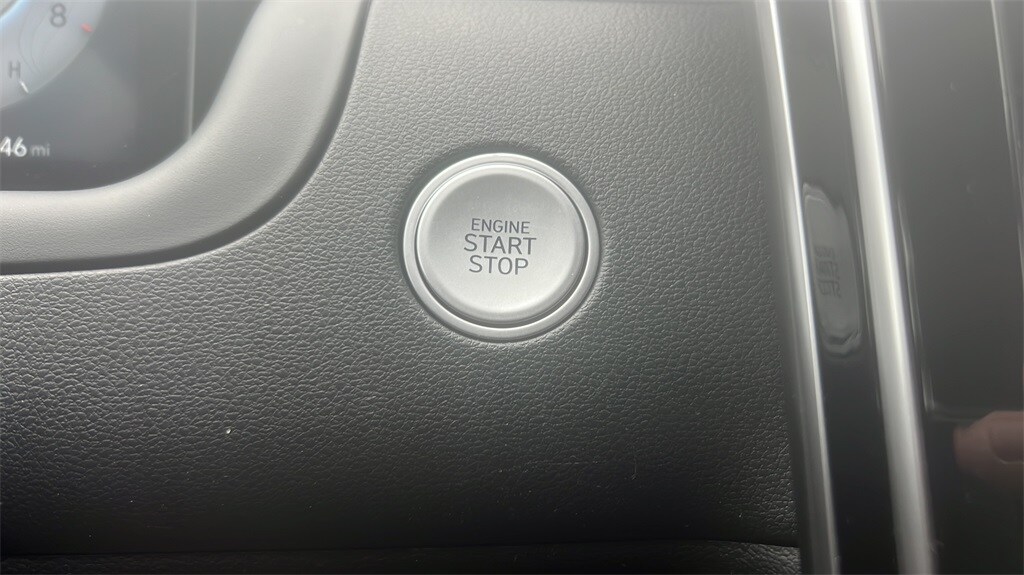 8
H
46 mi
ENGINE
START
STOP